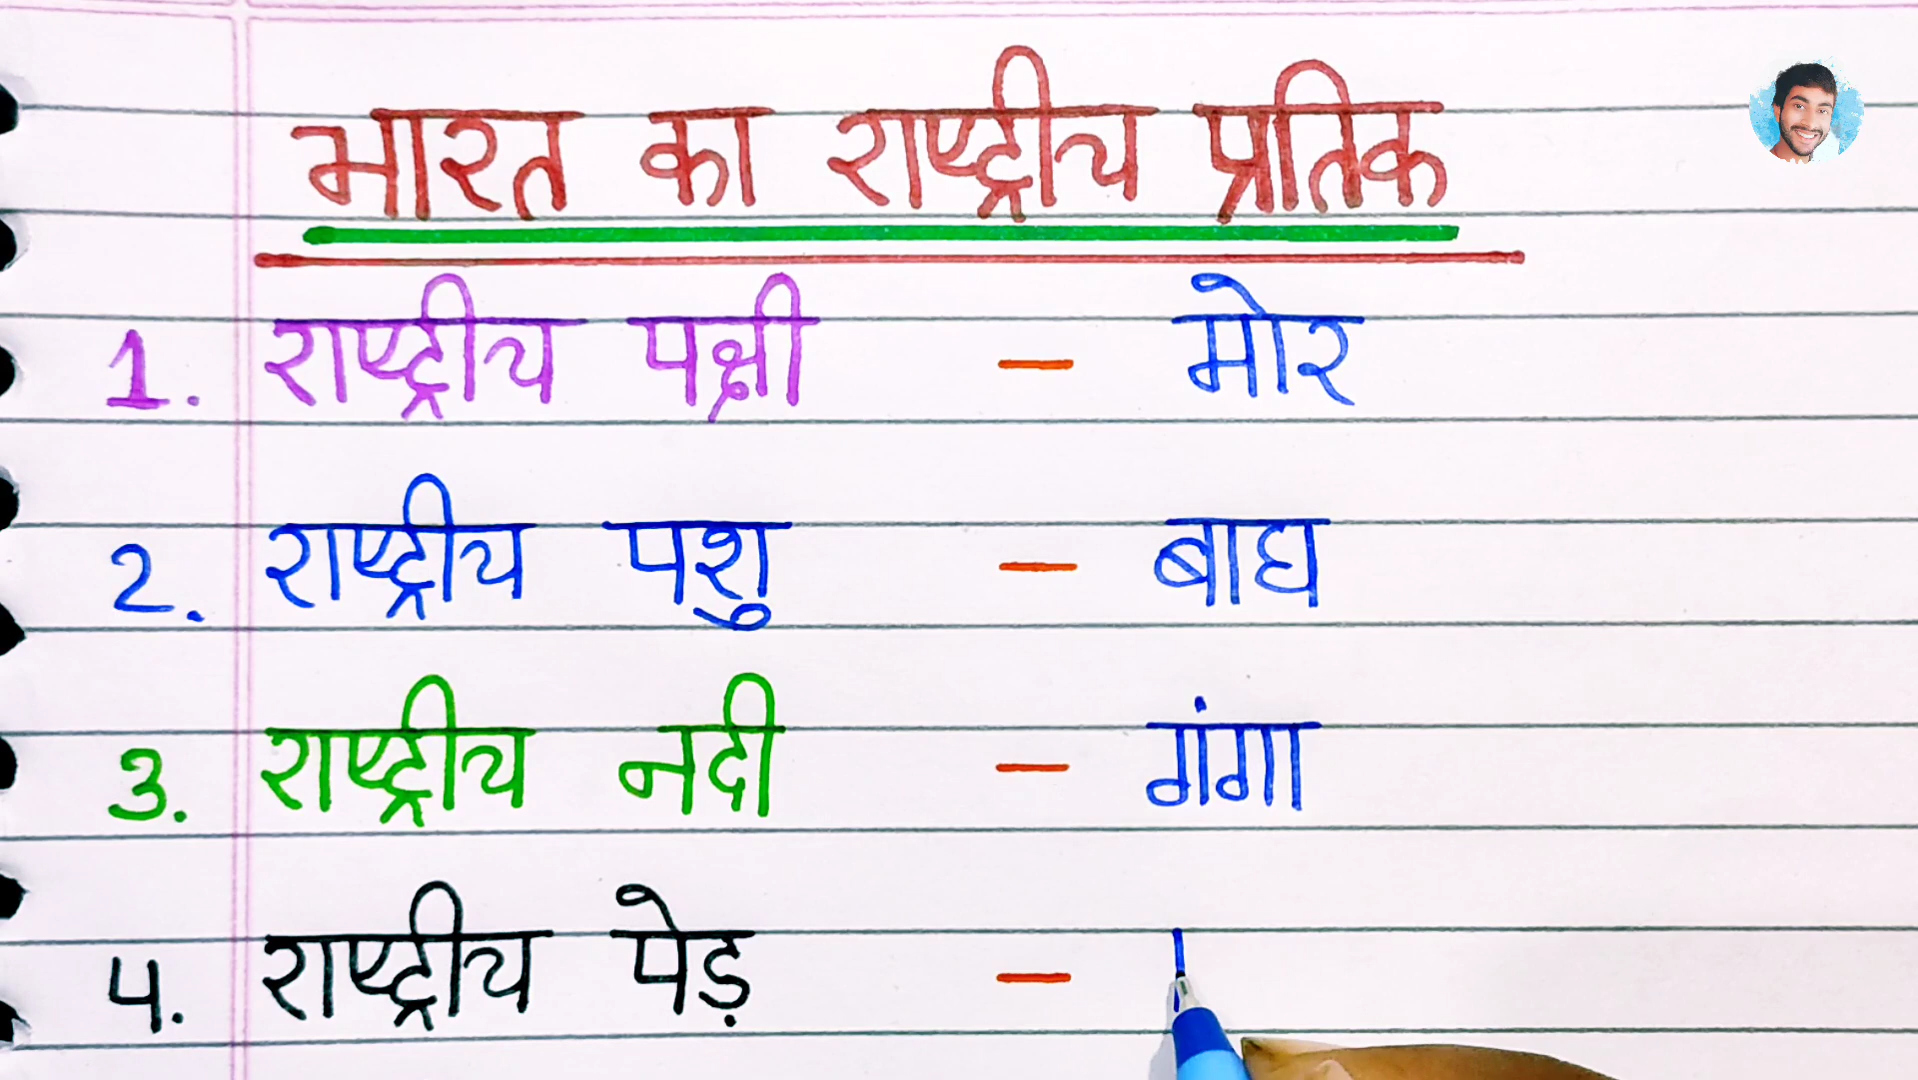 भारत का राष्ट्रीय प्रतिक
1. राष्ट्रीय पक्षी – मोर
2. राष्ट्रीय पशु – बाघ
3. राष्ट्रीय नदी – गंगा
4. राष्ट्रीय पेड़ –